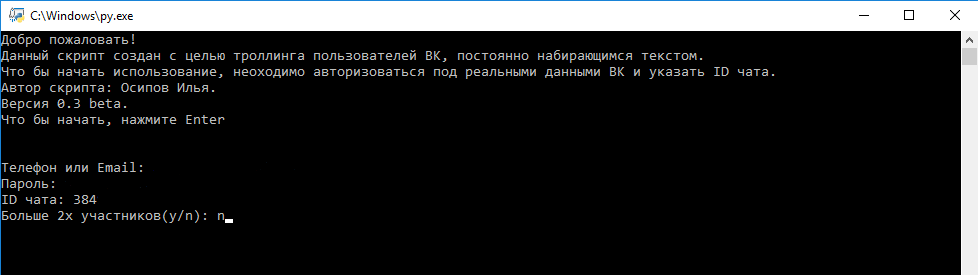 C:\Windows\py.exe
Добро пожаловать!
Данный скрипт создан с целью троллинга пользователей ВК, постоянно набирающимся текстом.
Что бы начать использование, неоходимо авторизоваться под реальными данными ВК и указать ID чата.
Автор скрипта: Осипов Илья.
Версия 0.3 beta.
Что бы начать, нажмите Enter
Телефон или Email:
Пароль:
ID чата: 384
Больше 2х участников(y/n): n